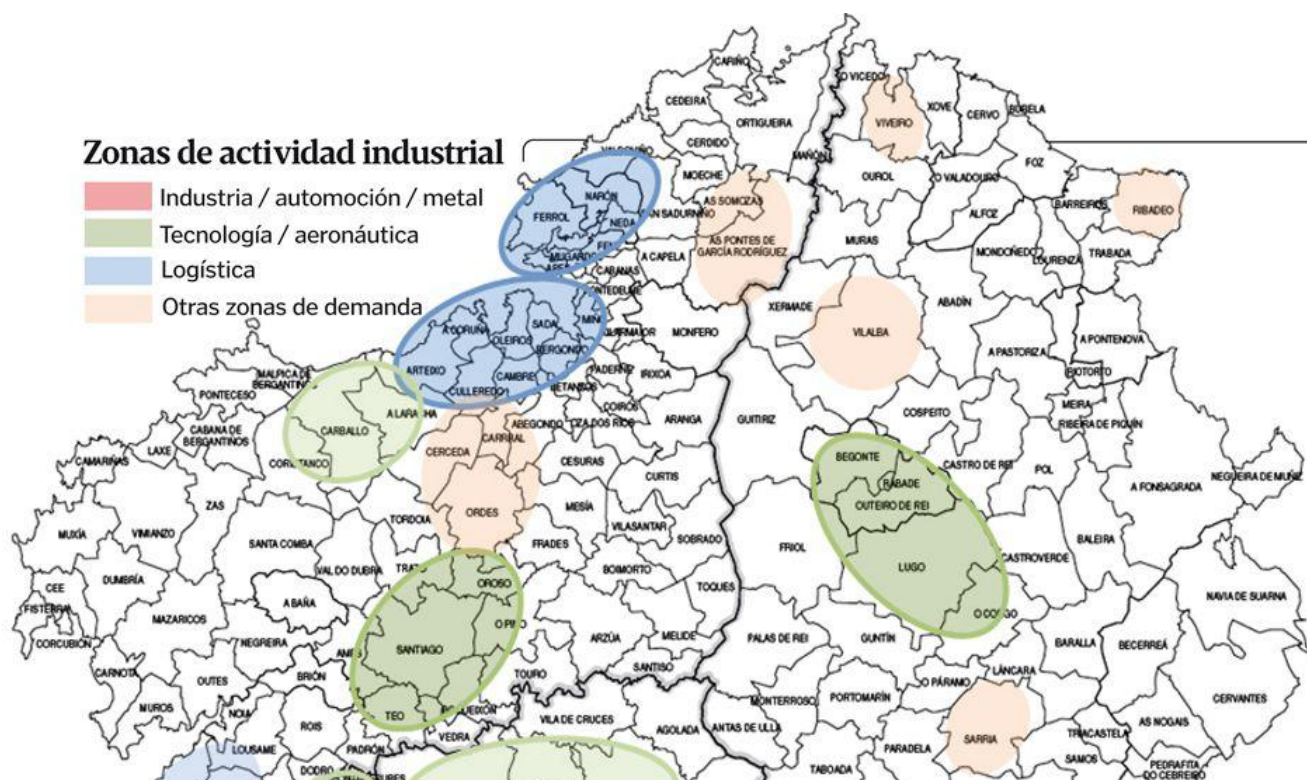 Zonas de actividad industrial
Industria / automoción / metal
Tecnología / aeronáutica
Logística
Otras zonas de demanda
CARIÑO
O VICEDO
CEDEIRA
ORTIGUEIRA
VIVEIRO
XOVE
CERVO
CERDIDO
MAÑÓN
FOZ
MOECHE
OUROL
O VALADOURO
NARÓN
AS SOMOZAS
BARREIROS
RIBADEO
FERROL
NEDA
ALFOZ
MURAS
AS PONTES DE
GARCÍA RODRÍGUEZ
MONDOÑEDO
TRABADA
A CAPELA
LOURENZA
CABANAS
XERMADE
ABADÍN
A CORUÑA
SADA
MONFERO
VILALBA
OLEIROS
BERGONDO
A PASTORIZA
A PONTENOVA
ARTEIXO
CAMBRE
IRIXOA
RIOTORTO
MALPICA DE
BERGANTIÑOS
CULLEREDO
BETANZOS
PONTECESO
COIRÓS
MEIRA
COSPEITO
ARANGA
GUITIRIZ
RIBEIRA DE PIQUÍN
CARBALLO
ABEGONDO
OZA DOS RÍOS
CABANA DE
BERGANTIÑOS
CARRAL
LAXE
CERCEDA
BEGONTE
CAMARIÑAS
CESURAS
CASTRO DE REI
POL
CURTIS
NEGUEIRA DE MUÑIZ
RÁBADE
A FONSAGRADA
ZAS
OUTEIRO DE REI
MESÍA
ORDES
TORDOIA
VILASANTAR
MUXÍA
VIMIANZO
SOBRADO
BALEIRA
SANTA COMBA
FRADES
FRIOL
CASTROVERDE
VAL DO DUBRA
BOIMORTO
LUGO
DUMBRÍA
OROSO
TOQUES
CEE
NAVIA DE SUARNA
A BAÑA
FISTERRA
MAZARICOS
O PINO
ARZÚA
MELIDE
PALAS DE REI
GUNTÍN
CORCUBIÓN
NEGREIRA
BARALLA
BECERREÁ
SANTIAGO
SANTISO
CARNOTA
BRIÓN
TOURO
LÁNCARA
OUTES
O PÁRAMO
MONTERROSO
PORTOMARÍN
CERVANTES
MUROS
NOIA
TEO
VILA DE CRUCES
AGOLADA
ANTAS DE ULLA
AS NOGAIS
ROIS
VEDRA
SARRIA
TRIACASTELA
LOUSAME
PADRÓN
PARADELA
SAMOS
PEDRAFITA
DO CEBREIRO
DODRO
TABOADA